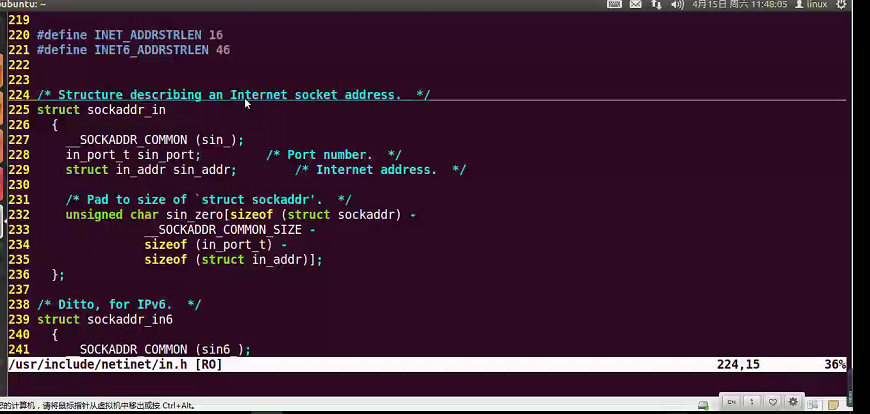 ubuntu: ~
4月15日 周六 11:48:05 linux
219
220 #define INET_ADDRSTRLEN 16
221 #define INET6_ADDRSTRLEN 46
222
223
224 /* Structure describing an Internet socket address.  */
225 struct sockaddr_in
226   {
227     __SOCKADDR_COMMON (sin_);
228     in_port_t sin_port;         /* Port number.  */
229     struct in_addr sin_addr;        /* Internet address.  */
230
231     /* Pad to size of `struct sockaddr'.  */
232     unsigned char sin_zero[sizeof (struct sockaddr) -
233                __SOCKADDR_COMMON_SIZE -
234                sizeof (in_port_t) -
235                sizeof (struct in_addr)];
236   };
237
238 /* Ditto, for IPv6.  */
239 struct sockaddr_in6
240   {
241     __SOCKADDR_COMMON (sin6_);
/usr/include/netinet/in.h [RO] 224,15 36%
的计算机，请将鼠标指针从虚拟机中移出或按 Ctrl+Alt。